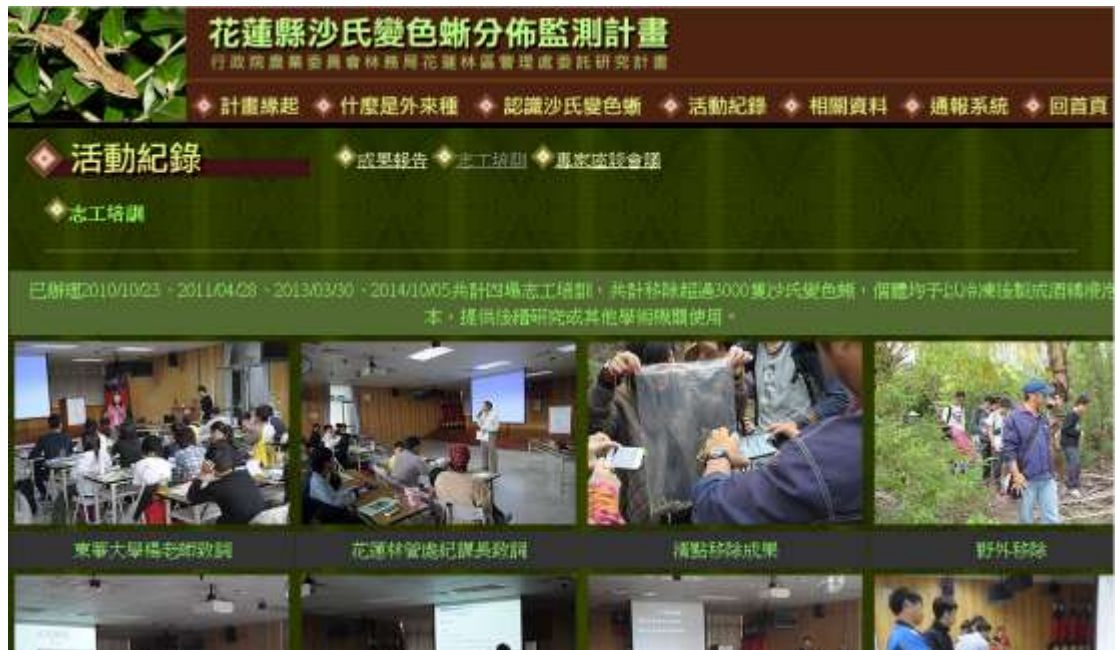 花蓮縣沙氏變色蜥分佈監測計畫
行政院農業委員會林務局花蓮林區管理處委託研究計畫
計畫緣起 什麼是外來種 認識沙氏變色蜥 活動紀錄 相關資料 通報系統 回首頁
活動紀錄 成果報告 志工培訓 專家座談會議
志工培訓
已辦理2010/10/23、2011/04/28、2013/03/30、2014/10/05共計四場志工培訓，共計移除超過3000隻沙氏變色蜥，個體均予以冷凍後製成酒精浸泡
本，提供後續研究或其他學術機關使用。
東華大學楊老師致詞 花蓮林管處紀課長致詞 清點移除成果 野外移除